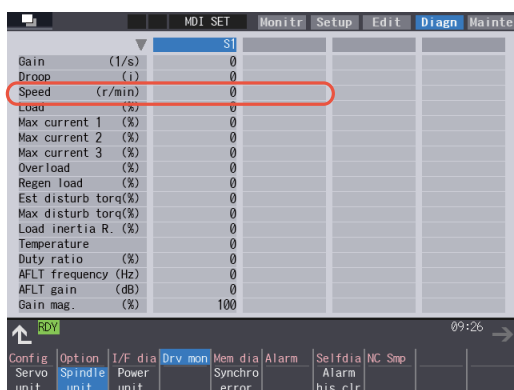 MDI SET Monitr Setup Edit Diagn Mainte
S1
Gain (1/s) 0
Droop (i) 0
Speed (r/min) 0
Load (%) 0
Max current 1 (%) 0
Max current 2 (%) 0
Max current 3 (%) 0
Overload (%) 0
Regen load (%) 0
Est disturb torq(%) 0
Max disturb torq(%) 0
Load inertia R. (%) 0
Temperature 0
Duty ratio (%) 0
AFLT frequency (Hz) 0
AFLT gain (dB) 0
Gain mag. (%) 100
RDY 09:26
Config Option I/F dia Drv mon Mem dia Alarm Selfdia NC Smp
Servo Spindle Power Synchro Alarm
unit unit unit error his clr